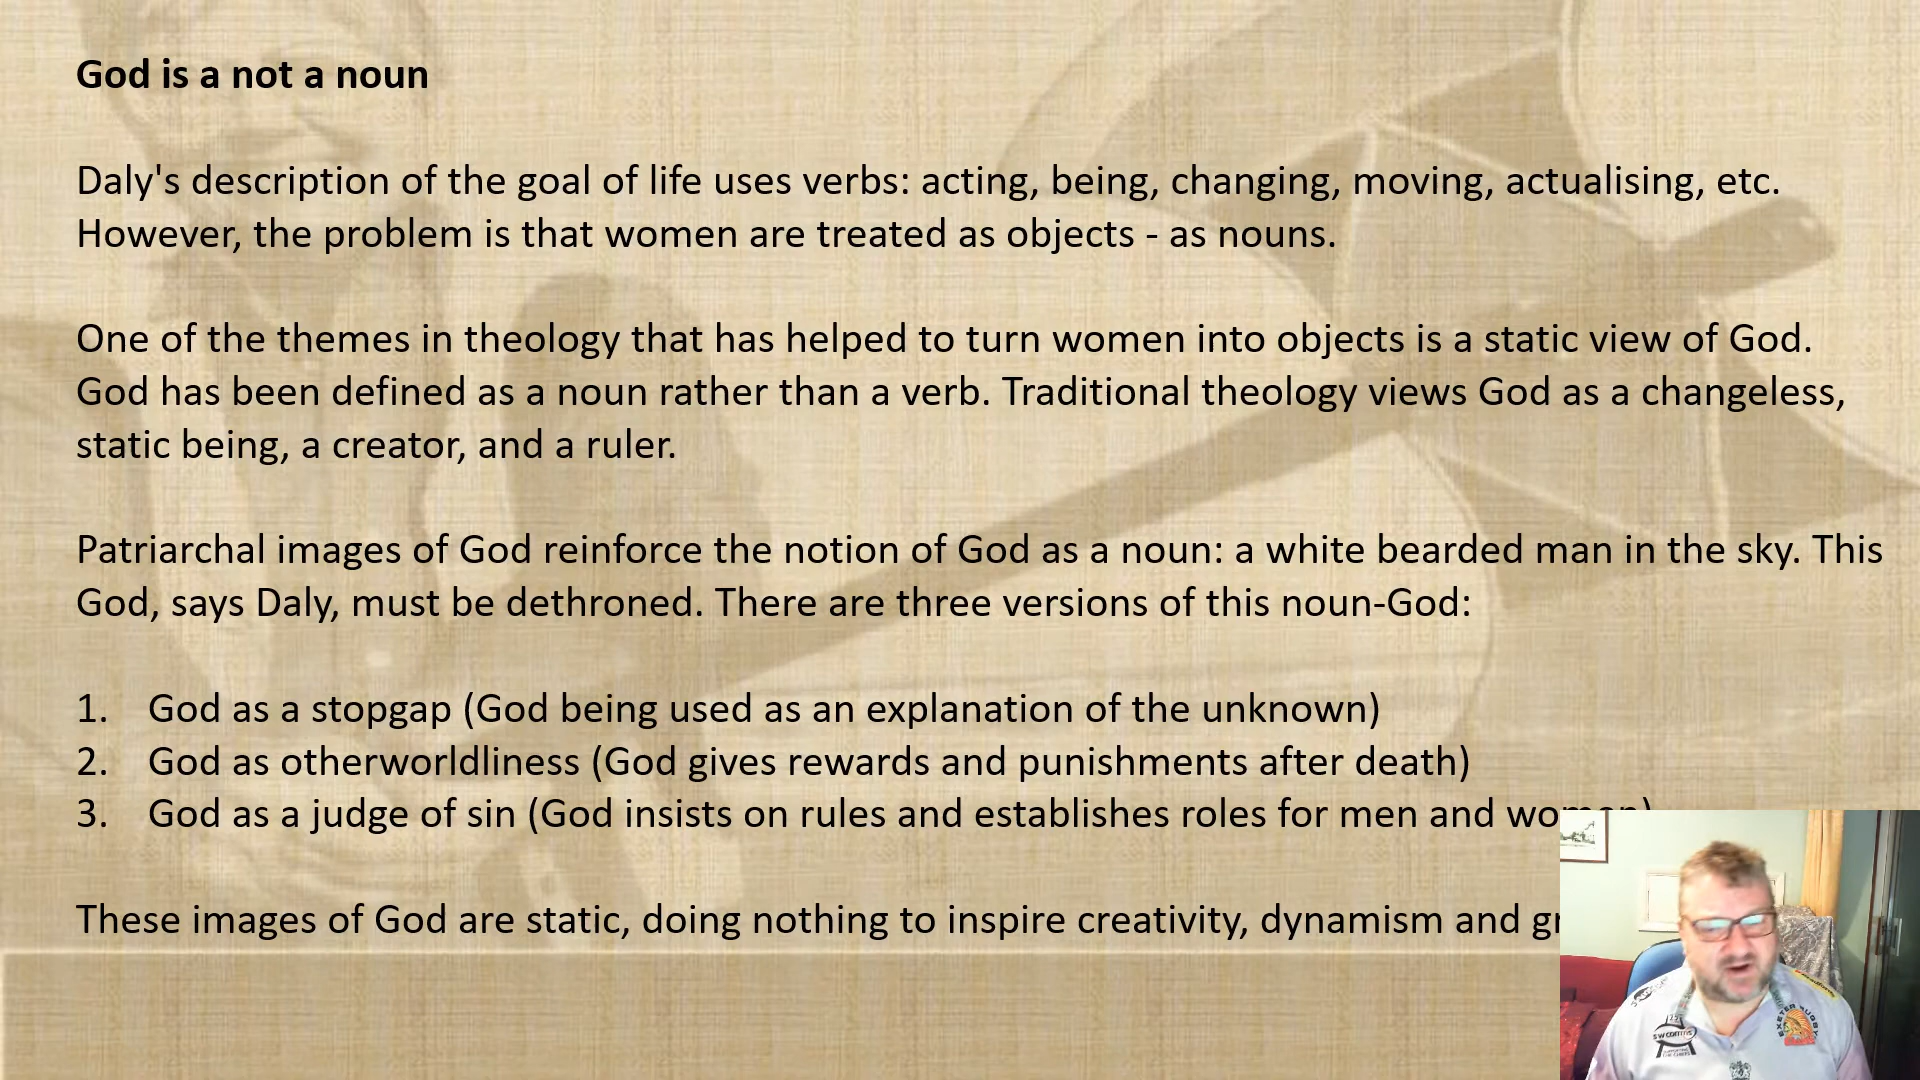 God is a not a noun
Daly's description of the goal of life uses verbs: acting, being, changing, moving, actualising, etc.
However, the problem is that women are treated as objects - as nouns.
One of the themes in theology that has helped to turn women into objects is a static view of God.
God has been defined as a noun rather than a verb. Traditional theology views God as a changeless,
static being, a creator, and a ruler.
Patriarchal images of God reinforce the notion of God as a noun: a white bearded man in the sky. This
God, says Daly, must be dethroned. There are three versions of this noun-God:
1. God as a stopgap (God being used as an explanation of the unknown)
2. God as otherworldliness (God gives rewards and punishments after death)
3. God as a judge of sin (God insists on rules and establishes roles for men and women)
These images of God are static, doing nothing to inspire creativity, dynamism and
SW COMMS
EXETER RUGBY